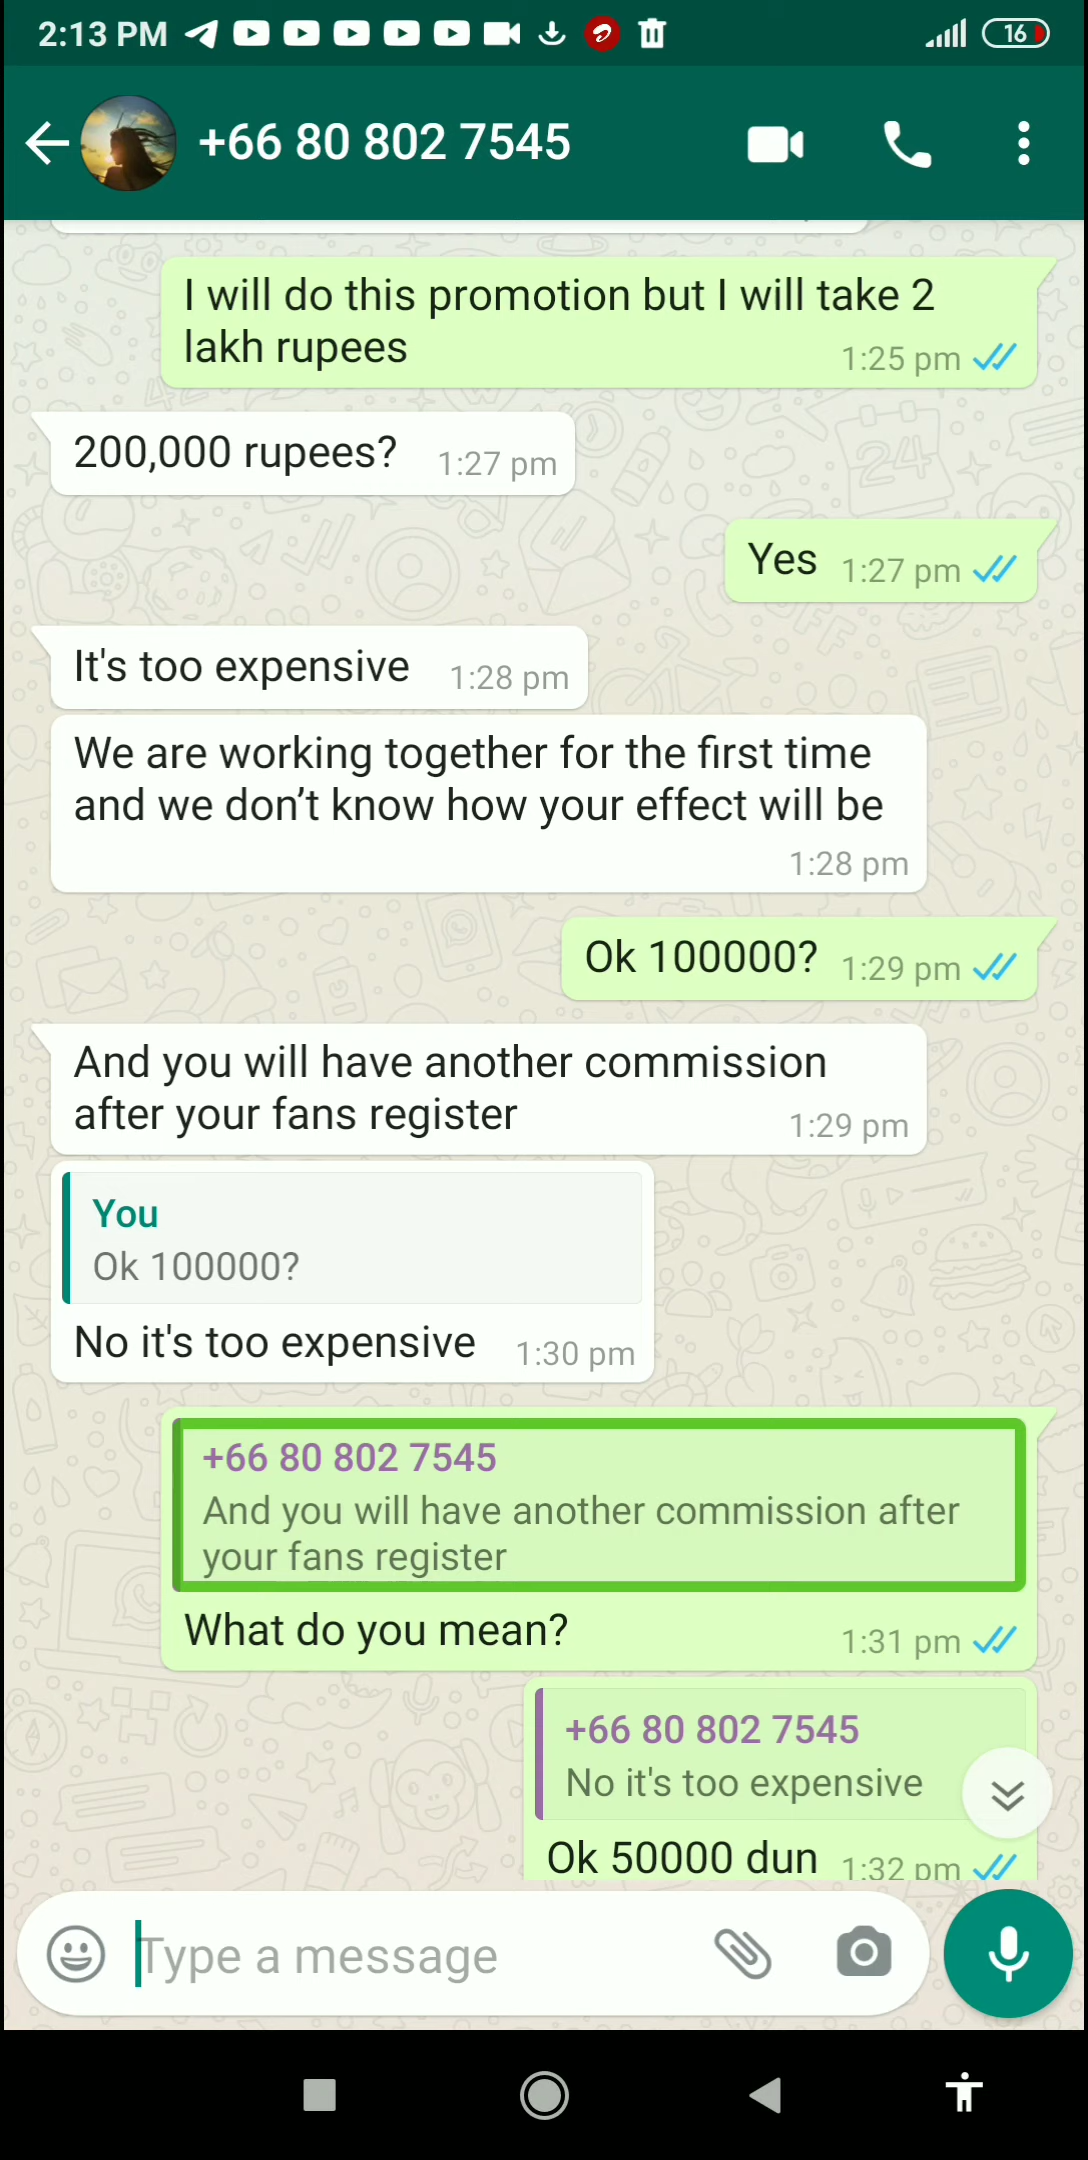 2:13 PM
16
+66 80 802 7545
I will do this promotion but I will take 2
lakh rupees
1:25 pm
200,000 rupees?
1:27 pm
Yes
1:27 pm
It's too expensive
1:28 pm
We are working together for the first time
and we don’t know how your effect will be
1:28 pm
Ok 100000?
1:29 pm
And you will have another commission
after your fans register
1:29 pm
You
Ok 100000?
No it's too expensive
1:30 pm
+66 80 802 7545
And you will have another commission after
your fans register
What do you mean?
1:31 pm
+66 80 802 7545
No it's too expensive
Ok 50000 dun
1:32 pm
Type a message